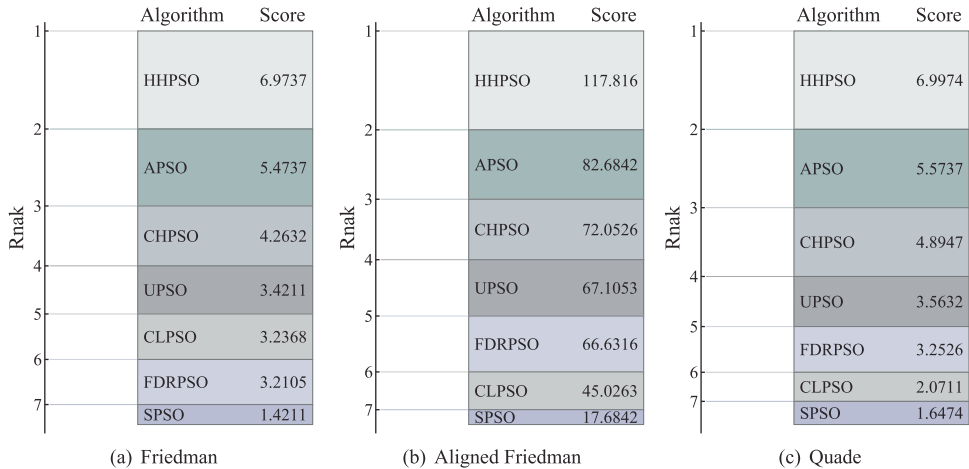 Algorithm Score
1
HHPSO 6.9737
2
APSO 5.4737
3
CHPSO 4.2632
4
UPSO 3.4211
5
CLPSO 3.2368
6
FDRPSO 3.2105
7
SPSO 1.4211
Rnak
(a) Friedman
Algorithm Score
1
HHPSO 117.816
2
APSO 82.6842
3
CHPSO 72.0526
4
UPSO 67.1053
5
FDRPSO 66.6316
6
CLPSO 45.0263
7
SPSO 17.6842
Rnak
(b) Aligned Friedman
Algorithm Score
1
HHPSO 6.9974
2
APSO 5.5737
3
CHPSO 4.8947
4
UPSO 3.5632
5
FDRPSO 3.2526
6
CLPSO 2.0711
7
SPSO 1.6474
Rnak
(c) Quade